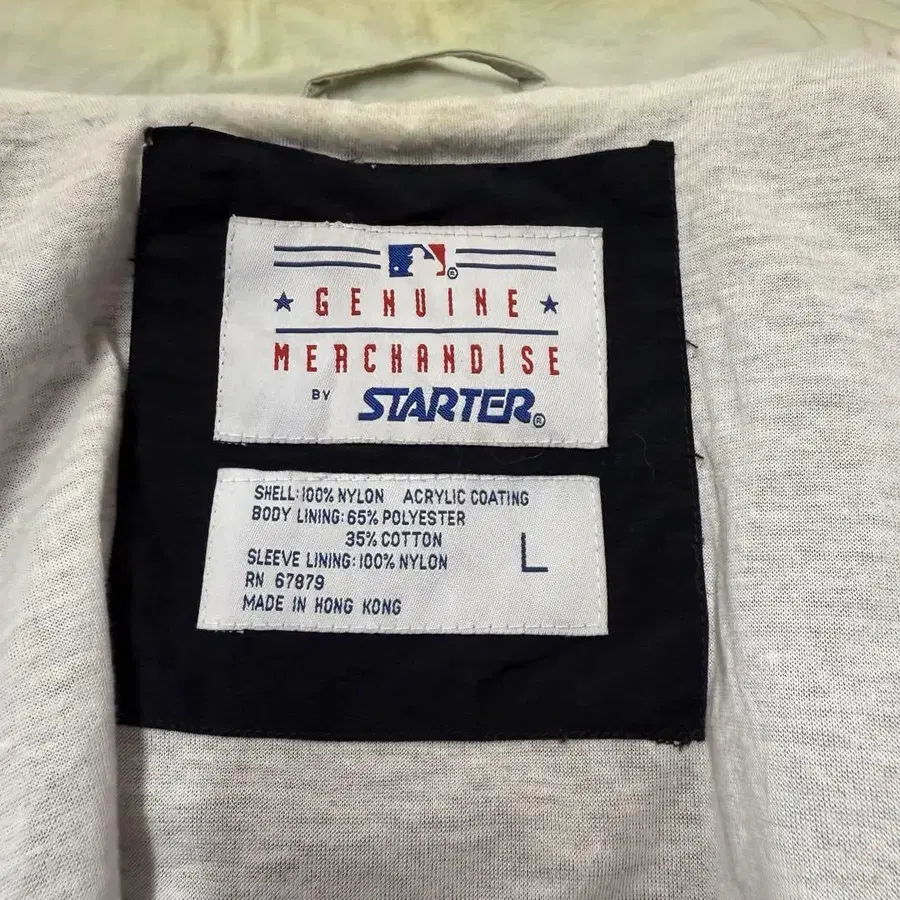 GENUINE
MERCHANDISE
BY STARTER®
SHELL: 100% NYLON ACRYLIC COATING
BODY LINING: 65% POLYESTER
35% COTTON
SLEEVE LINING: 100% NYLON
L
RN 67879
MADE IN HONG KONG